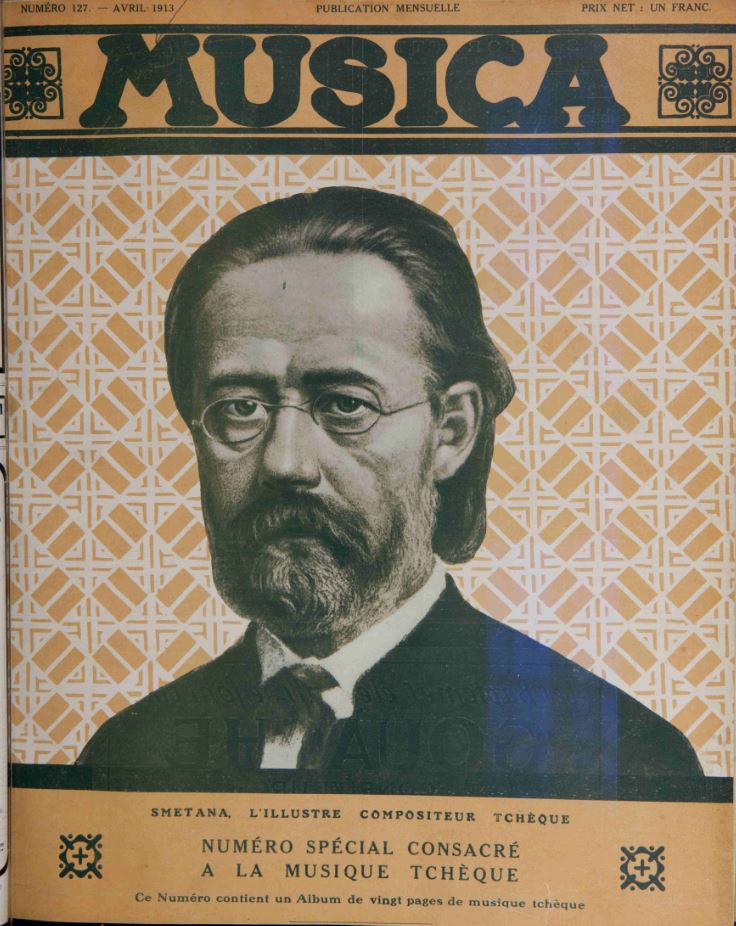 NUMÉRO 127. — AVRIL 1913
PUBLICATION MENSUELLE
PRIX NET : UN FRANC.
MUSICA
SMETANA, L'ILLUSTRE COMPOSITEUR TCHÈQUE
NUMÉRO SPÉCIAL CONSACRÉ
A LA MUSIQUE TCHÈQUE
Ce Numéro contient un Album de vingt pages de musique tchèque